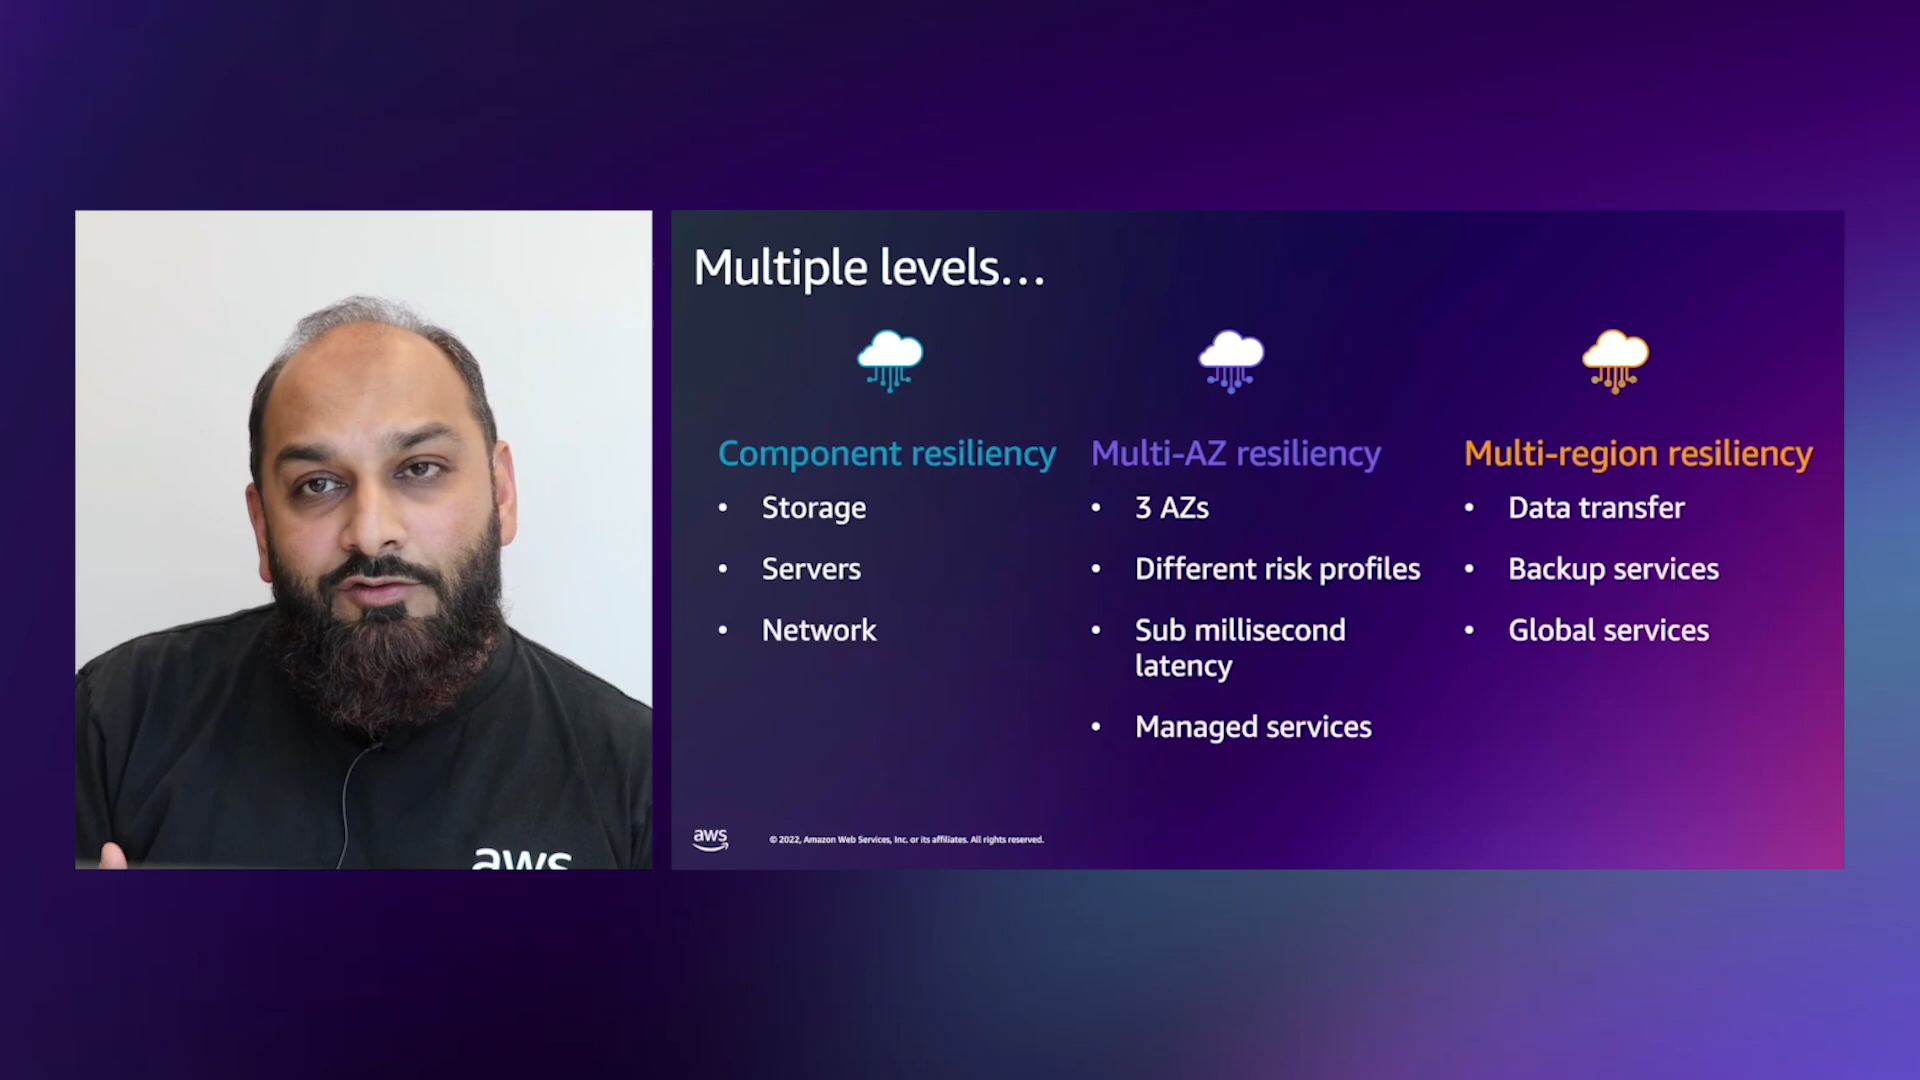 Multiple levels...
Component resiliency
• Storage
• Servers
• Network
Multi-AZ resiliency
• 3 AZs
• Different risk profiles
• Sub millisecond
latency
• Managed services
Multi-region resiliency
• Data transfer
• Backup services
• Global services
aws
© 2022, Amazon Web Services, Inc. or its affiliates. All rights reserved.
aws